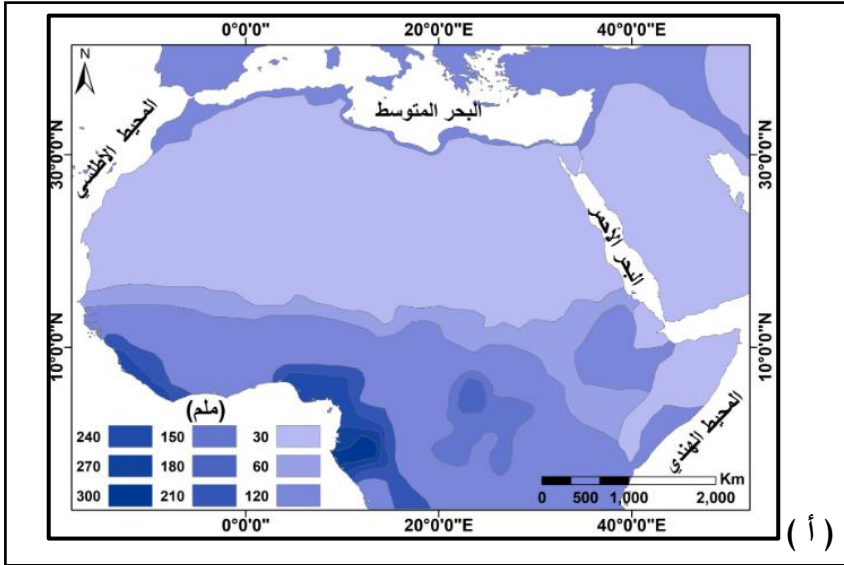 0°0'0" 20°0'0"E 40°0'0"E
N
المحيط الأطلسي
البحر المتوسط
30°0'0"N 30°0'0"N
البحر الأحمر
10°0'0"N 10°0'0"N
المحيط الهندي
(ملم)
240 150 30
270 180 60
300 210 120
Km
0 500 1,000 2,000
0°0'0" 20°0'0"E 40°0'0"E
(أ)